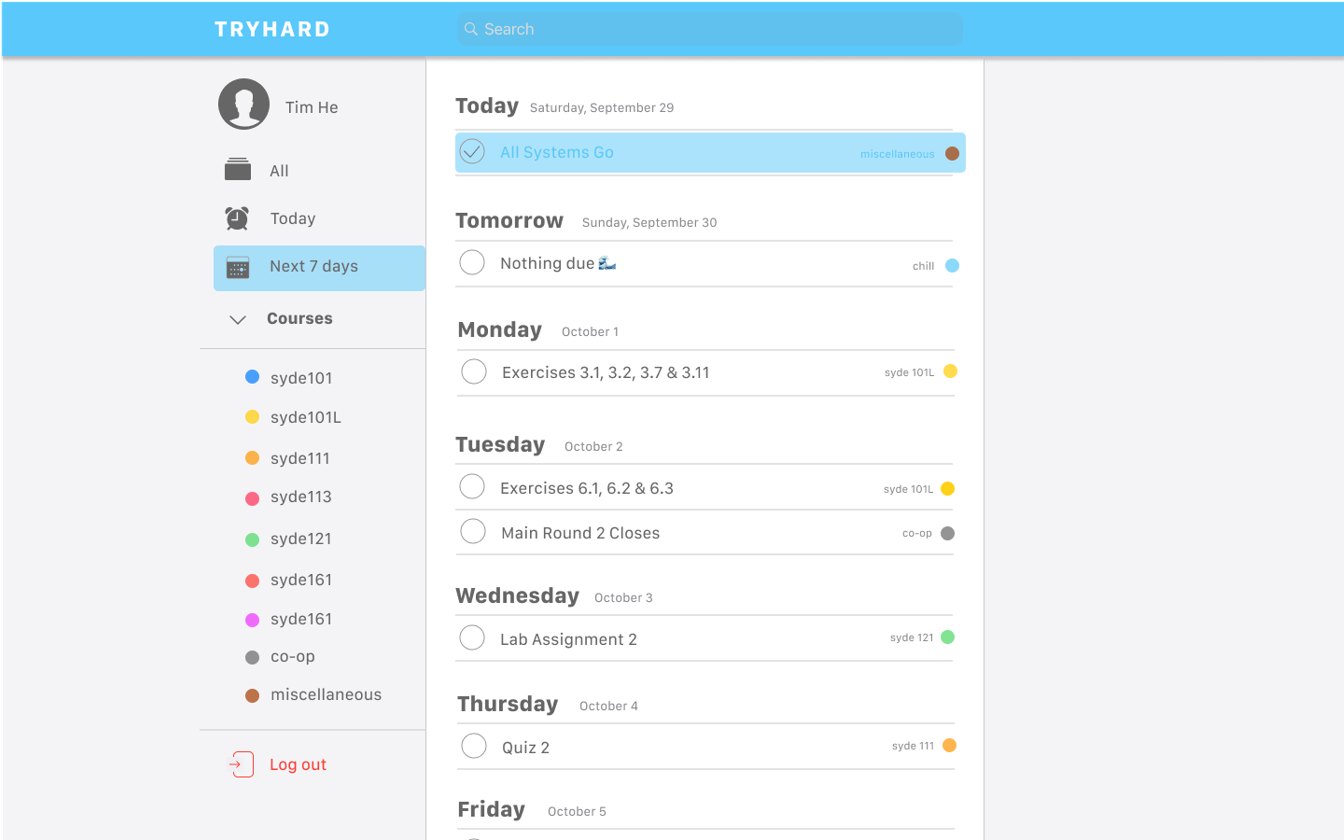 TRYHARD
Search
Tim He
All
Today
Next 7 days
Courses
syde101
syde101L
syde111
syde113
syde121
syde161
syde161
co-op
miscellaneous
Log out
Today Saturday, September 29
All Systems Go miscellaneous
Tomorrow Sunday, September 30
Nothing due🌊 chill
Monday October 1
Exercises 3.1, 3.2, 3.7 & 3.11 syde 101L
Tuesday October 2
Exercises 6.1, 6.2 & 6.3 syde 101L
Main Round 2 Closes co-op
Wednesday October 3
Lab Assignment 2 syde 121
Thursday October 4
Quiz 2 syde 111
Friday October 5